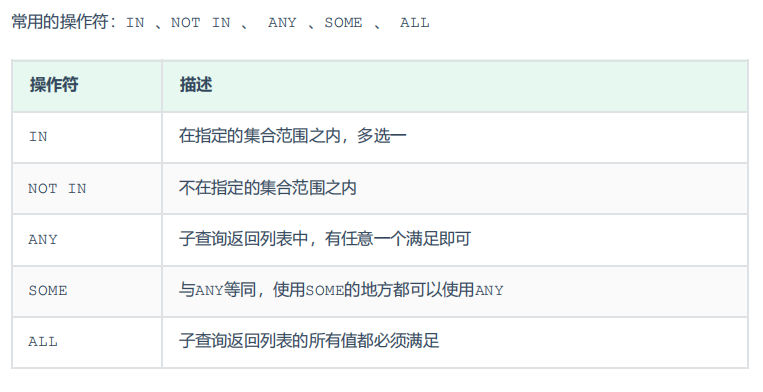 常用的操作符：IN 、NOT IN 、 ANY 、SOME 、 ALL
操作符 描述
IN 在指定的集合范围之内，多选一
NOT IN 不在指定的集合范围之内
ANY 子查询返回列表中，有任意一个满足即可
SOME 与ANY等同，使用SOME的地方都可以使用ANY
ALL 子查询返回列表的所有值都必须满足